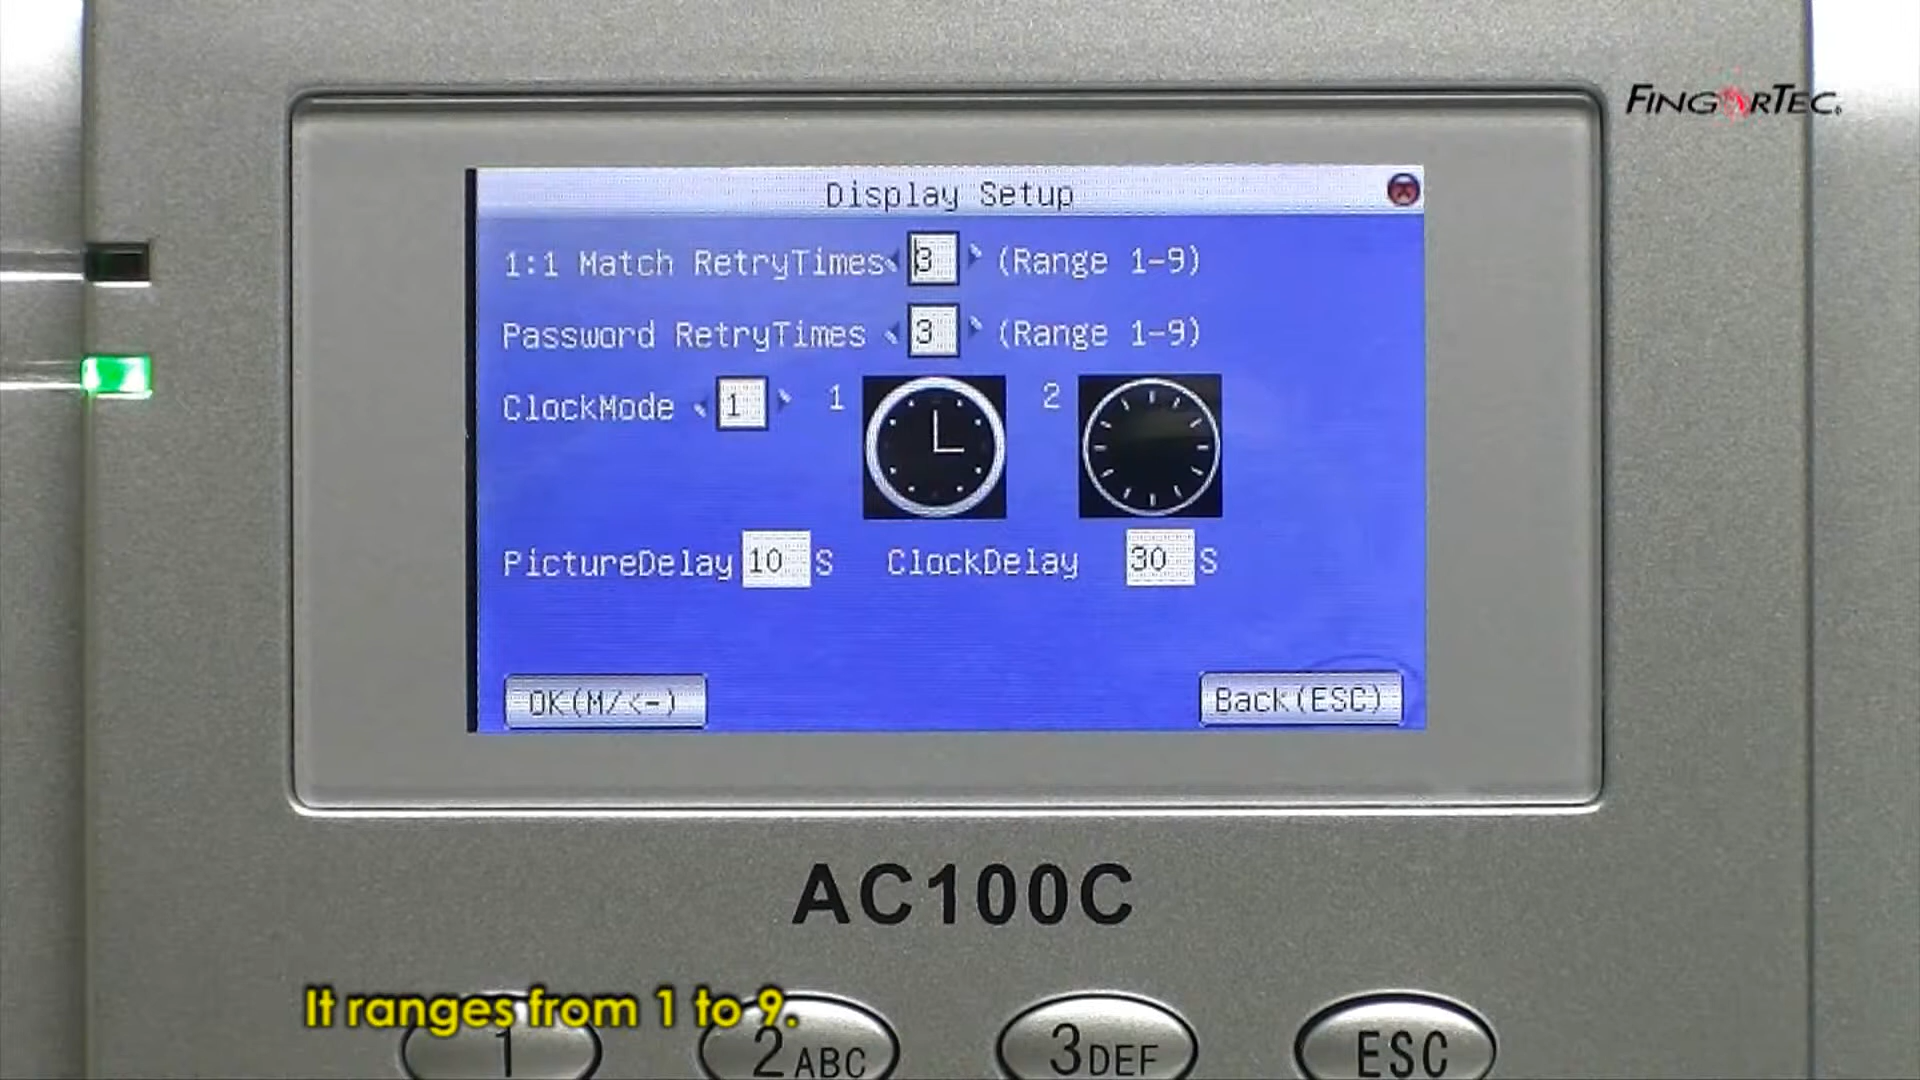 FINGERTEC
Display Setup
1:1 Match RetryTimes 3 (Range 1-9)
Password RetryTimes 3 (Range 1-9)
ClockMode 1 1 2
PictureDelay 10 S ClockDelay 30 S
OK(M/<-) Back(ESC)
AC100C
It ranges from 1 to 9.
1 2ABC 3DEF ESC